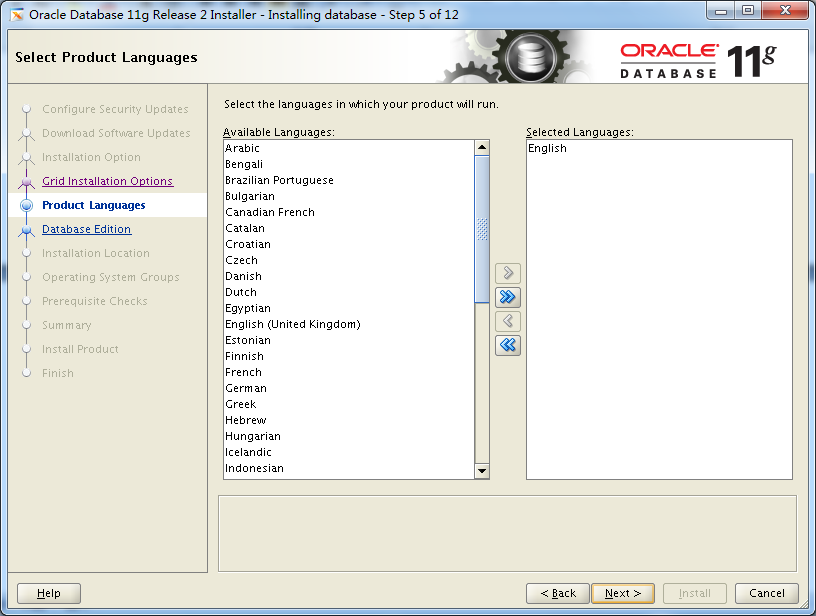 Oracle Database 11g Release 2 Installer - Installing database - Step 5 of 12
Select Product Languages
ORACLE
DATABASE
11g
Configure Security Updates
Download Software Updates
Installation Option
Grid Installation Options
Product Languages
Database Edition
Installation Location
Operating System Groups
Prerequisite Checks
Summary
Install Product
Finish
Select the languages in which your product will run.
Available Languages:
Arabic
Bengali
Brazilian Portuguese
Bulgarian
Canadian French
Catalan
Croatian
Czech
Danish
Dutch
Egyptian
English (United Kingdom)
Estonian
Finnish
French
German
Greek
Hebrew
Hungarian
Icelandic
Indonesian
Selected Languages:
English
Help
< Back
Next >
Install
Cancel